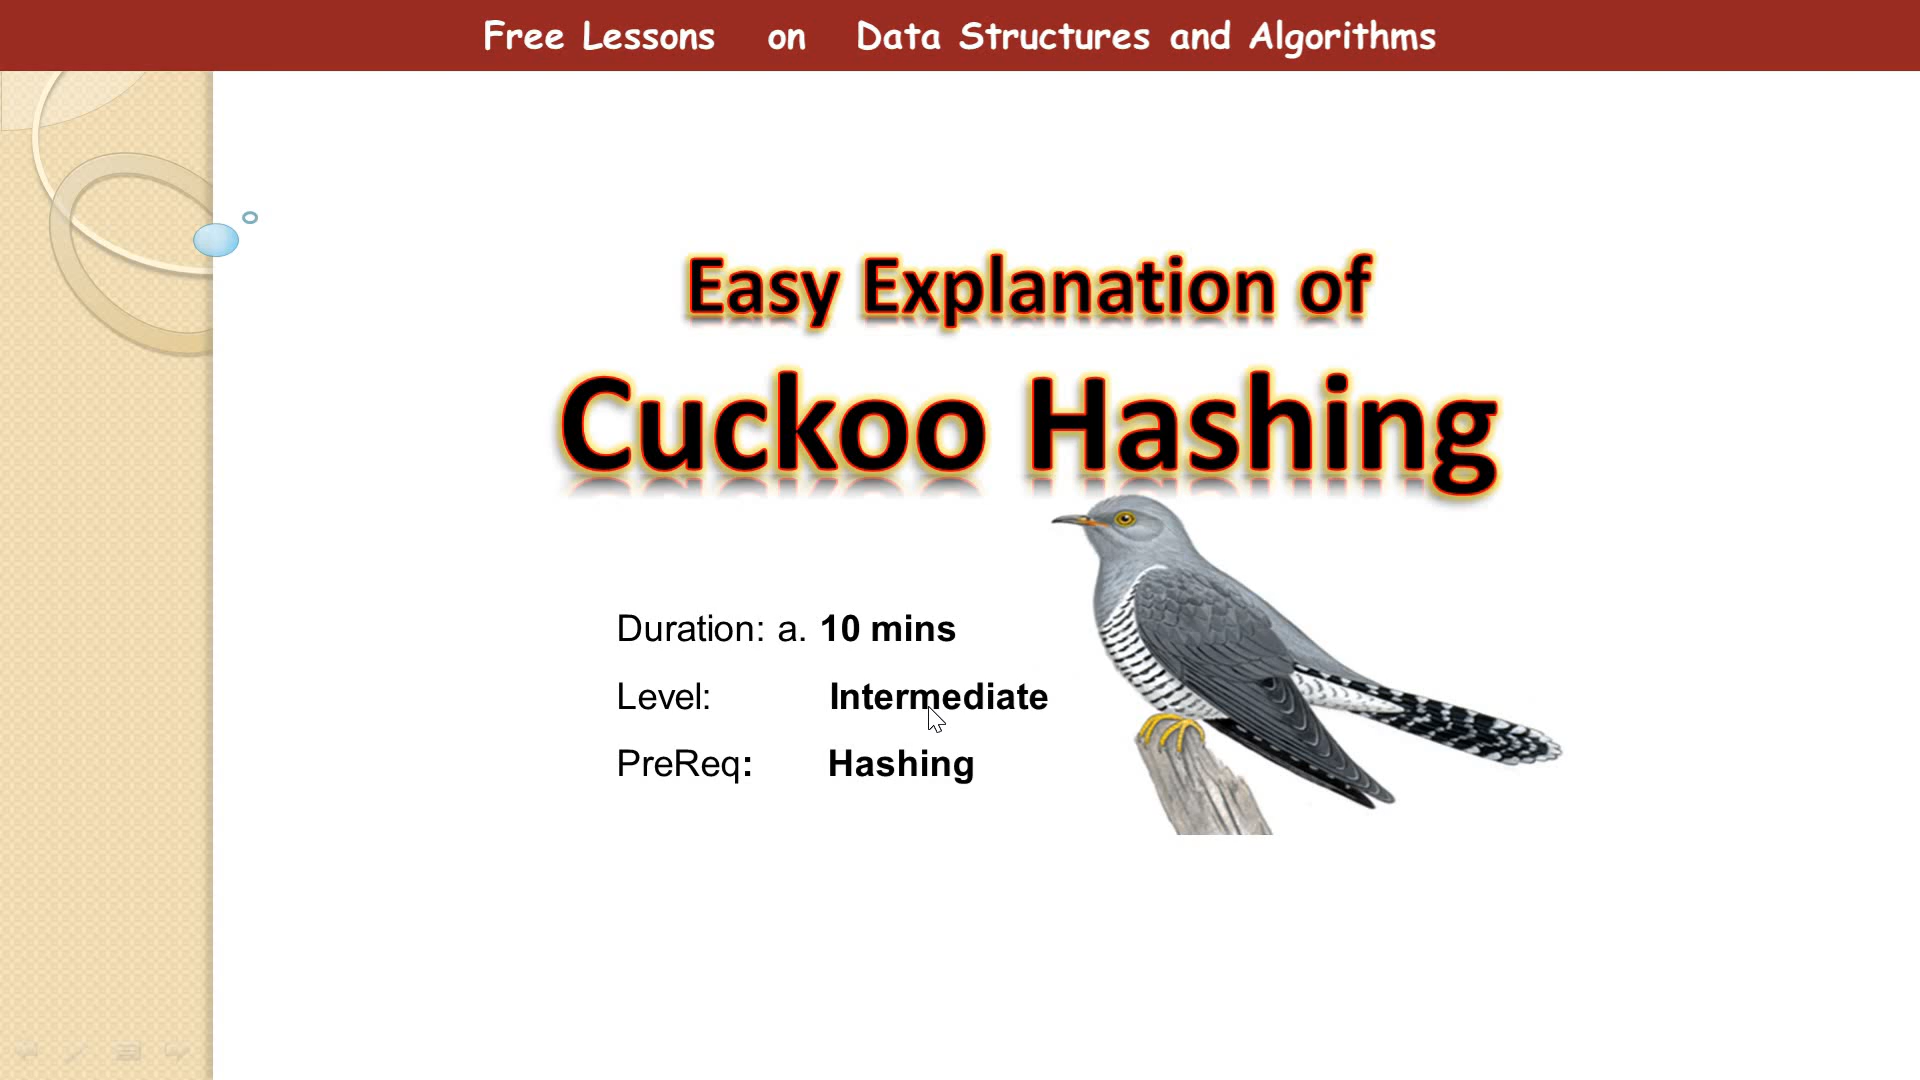 Free Lessons on Data Structures and Algorithms
Easy Explanation of
Cuckoo Hashing
Duration: a. 10 mins
Level: Intermediate
PreReq: Hashing